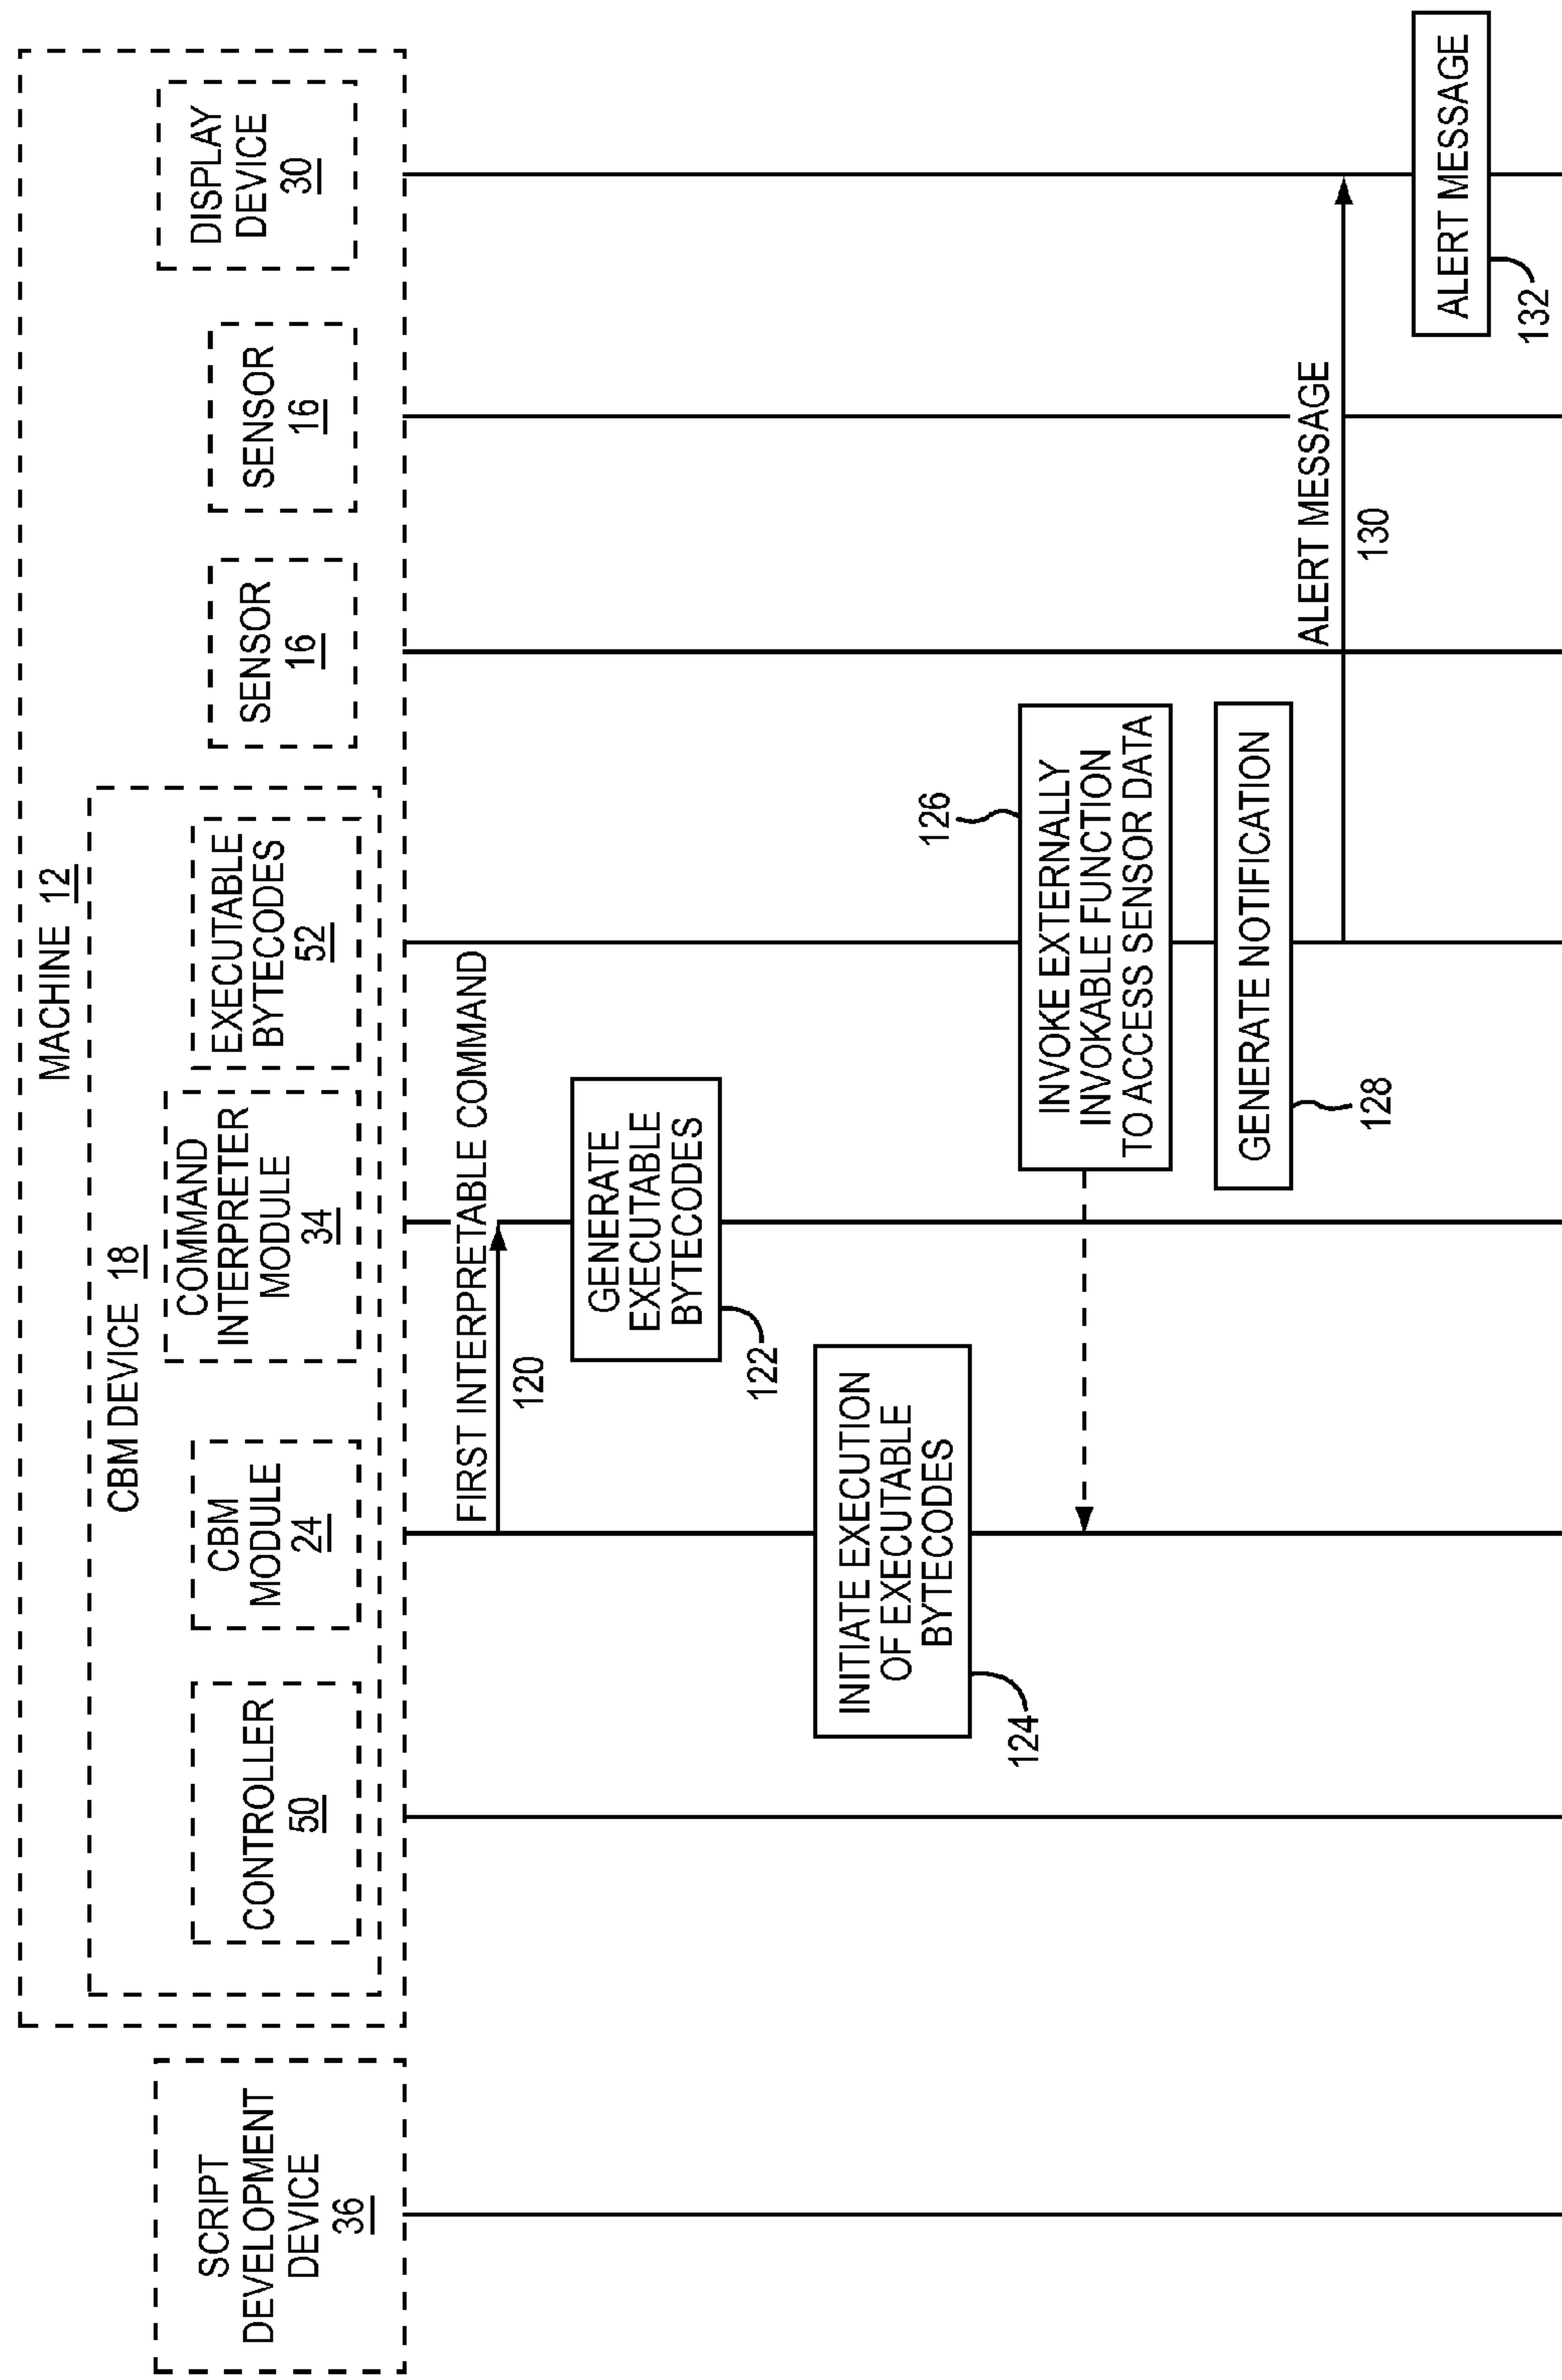 MACHINE 12
CBM DEVICE 18
SCRIPT
DEVELOPMENT
DEVICE
36
CONTROLLER
50
CBM
MODULE
24
COMMAND
INTERPRETER
MODULE
34
EXECUTABLE
BYTECODES
52
SENSOR
16
SENSOR
16
DISPLAY
DEVICE
30
FIRST INTERPRETABLE COMMAND
120
GENERATE
EXECUTABLE
BYTECODES
122
INITIATE EXECUTION
OF EXECUTABLE
BYTECODES
124
126
INVOKE EXTERNALLY
INVOKABLE FUNCTION
TO ACCESS SENSOR DATA
GENERATE NOTIFICATION
128
ALERT MESSAGE
130
ALERT MESSAGE
132